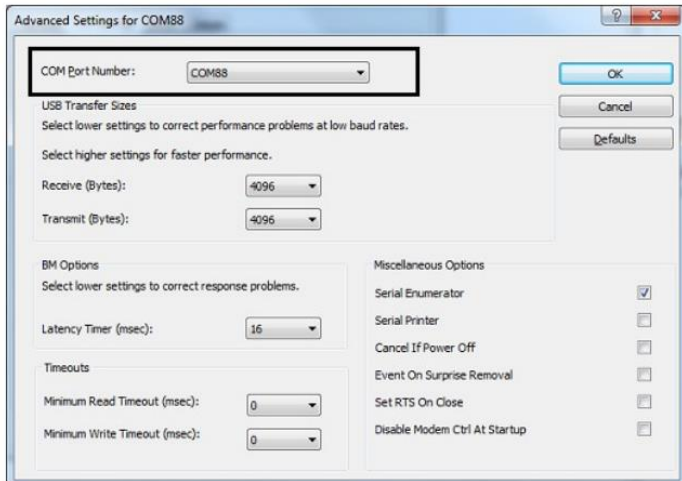 Advanced Settings for COM88
COM Port Number: COM88
OK
USB Transfer Sizes
Cancel
Select lower settings to correct performance problems at low baud rates.
Defaults
Select higher settings for faster performance.
Receive (Bytes): 4096
Transmit (Bytes): 4096
BM Options
Select lower settings to correct response problems.
Latency Timer (msec): 16
Timeouts
Minimum Read Timeout (msec): 0
Minimum Write Timeout (msec): 0
Miscellaneous Options
Serial Enumerator
Serial Printer
Cancel If Power Off
Event On Surprise Removal
Set RTS On Close
Disable Modem Ctrl At Startup